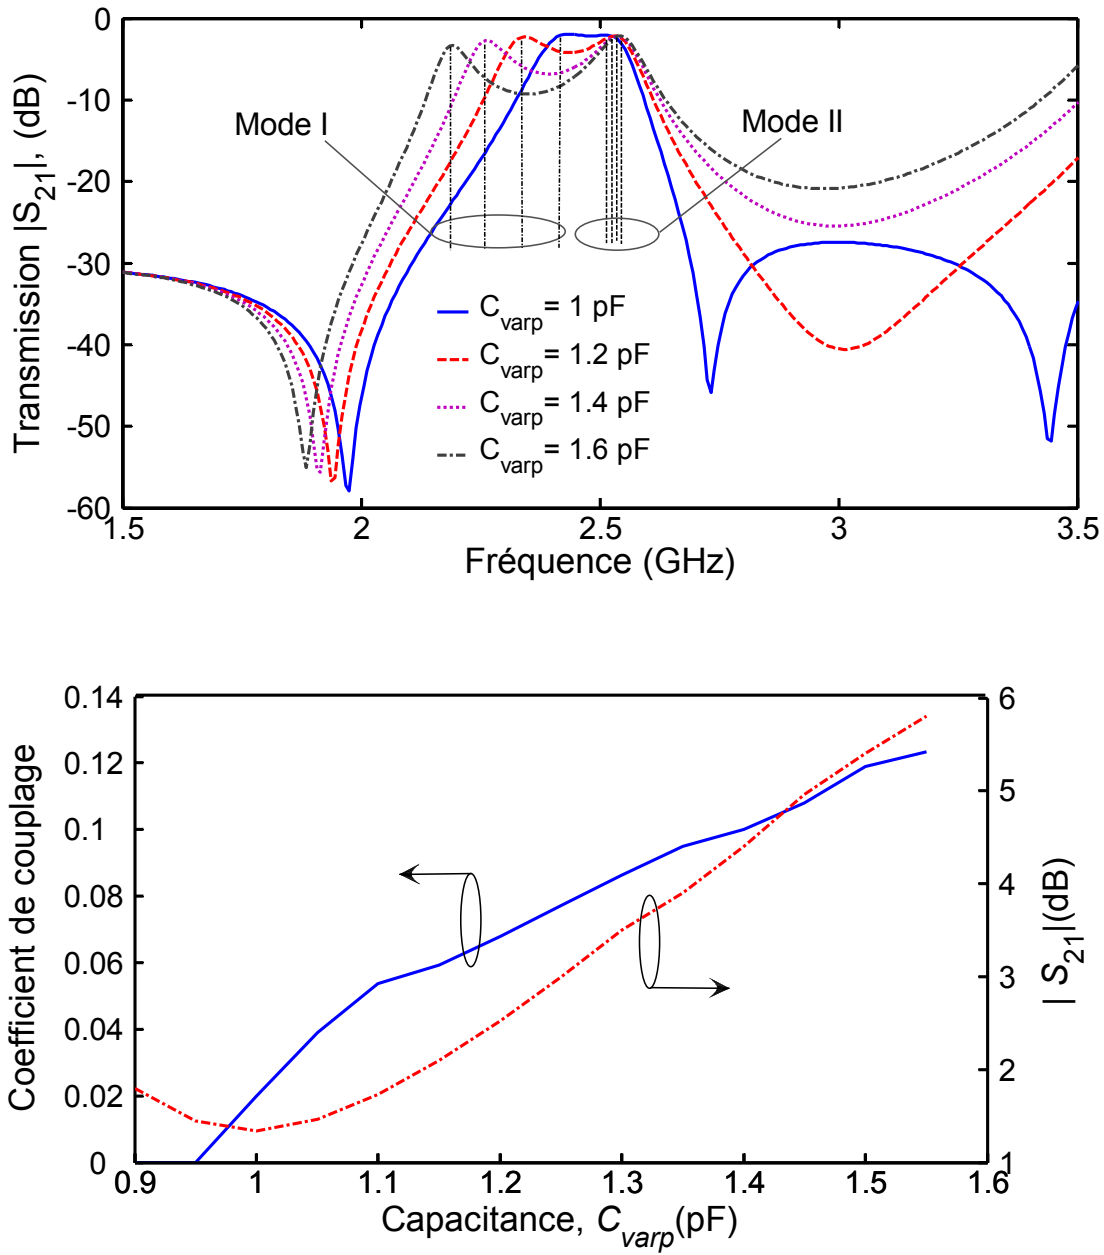 0
-10
-20
-30
-40
-50
-60
Transmission |S21|, (dB)
Mode I
Mode II
Cvarp= 1 pF
Cvarp= 1.2 pF
Cvarp= 1.4 pF
Cvarp= 1.6 pF
1.5 2 2.5 3 3.5
Fréquence (GHz)
0.14
0.12
0.1
0.08
0.06
0.04
0.02
0
Coefficient de couplage
6
5
4
3
2
1
| S21|(dB)
0.9 1 1.1 1.2 1.3 1.4 1.5 1.6
Capacitance, Cvarp(pF)